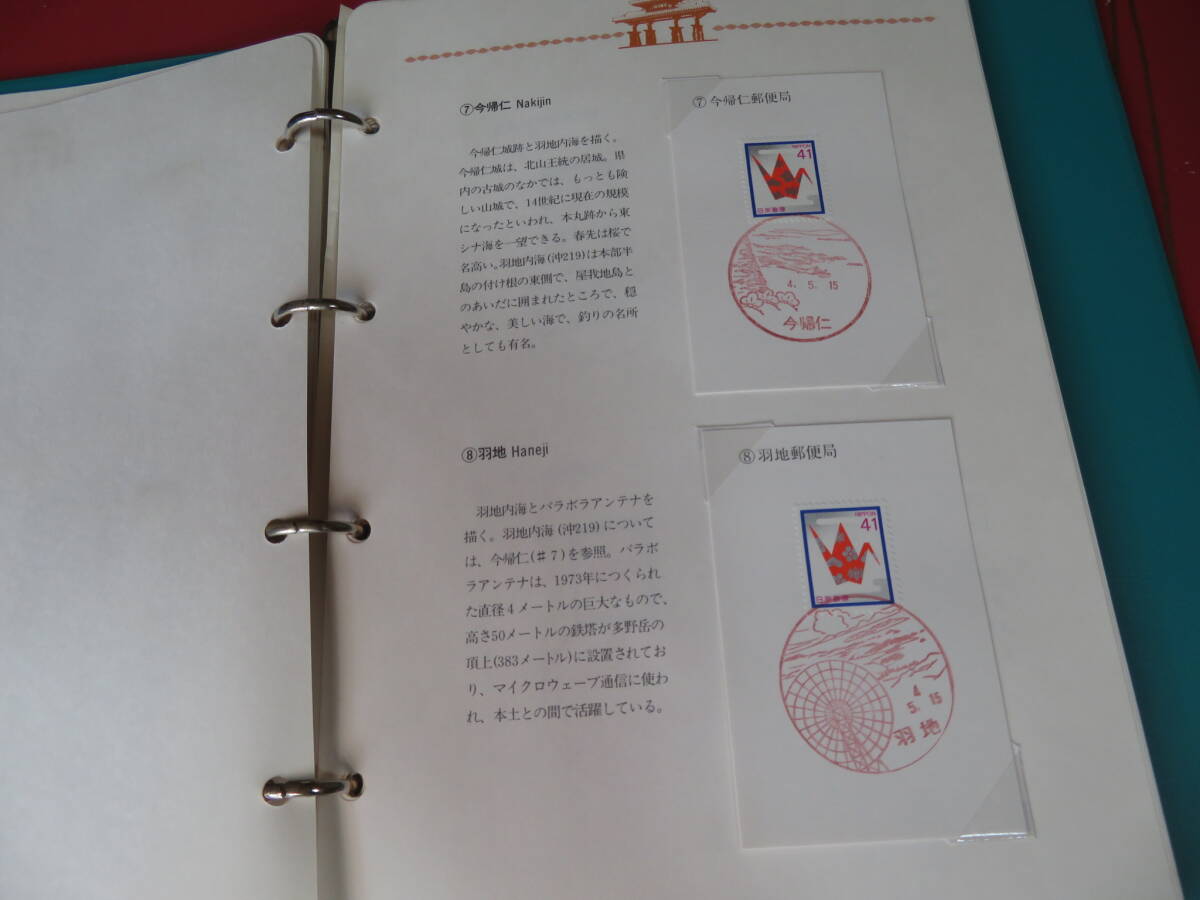 ⑦今帰仁 Nakijin
今帰仁城跡と羽地内海を描く。
今帰仁城は、北山王統の居城。県
内の古城のなかでは、もっとも険
しい山城で、14世紀に現在の規模
になったといわれ、本丸跡から東
シナ海を一望できる。春先は桜で
名高い。羽地内海(沖219)は本部半
島の付け根の東側で、屋我地島と
のあいだに囲まれたところで、穏
やかな、美しい海で、釣りの名所
としても有名。
⑦今帰仁郵便局
NIPPON
41
日本郵便
4. 5. 15
今帰仁
⑧羽地 Haneji
羽地内海とパラボラアンテナを
描く。羽地内海(沖219)について
は、今帰仁(♯7)を参照。パラボ
ラアンテナは、1973年につくられ
た直径4メートルの巨大なもので、
高さ50メートルの鉄塔が多野岳の
項上(383メートル)に設置されてお
り、マイクロウェーブ通信に使わ
れ、本土との間で活躍している。
⑧羽地郵便局
NIPPON
41
日本郵便
4
5. 15
羽地